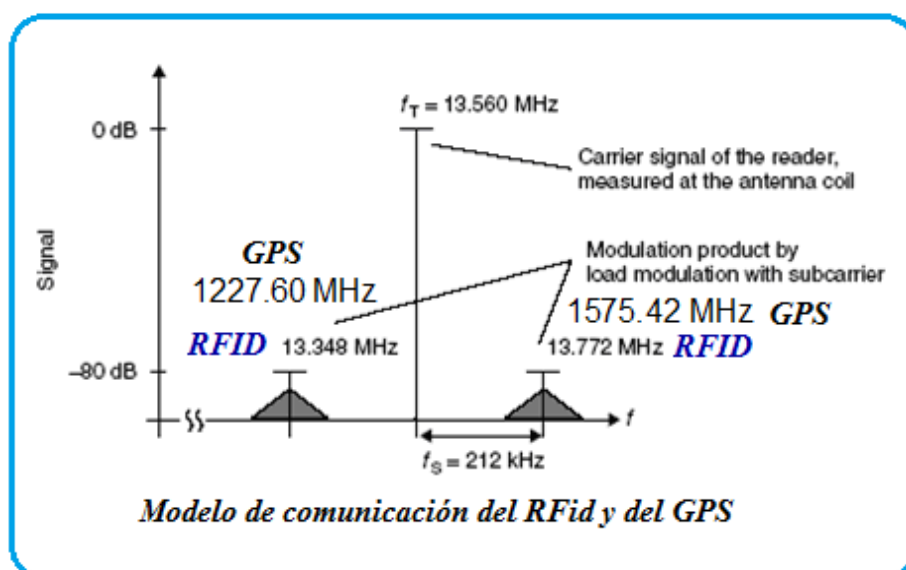 f_T = 13.560 MHz
0 dB
Carrier signal of the reader,
measured at the antenna coil
Signal
GPS
1227.60 MHz
Modulation product by
load modulation with subcarrier
1575.42 MHz GPS
RFID 13.348 MHz
13.772 MHz RFID
–80 dB
f
f_S = 212 kHz
Modelo de comunicación del RFid y del GPS